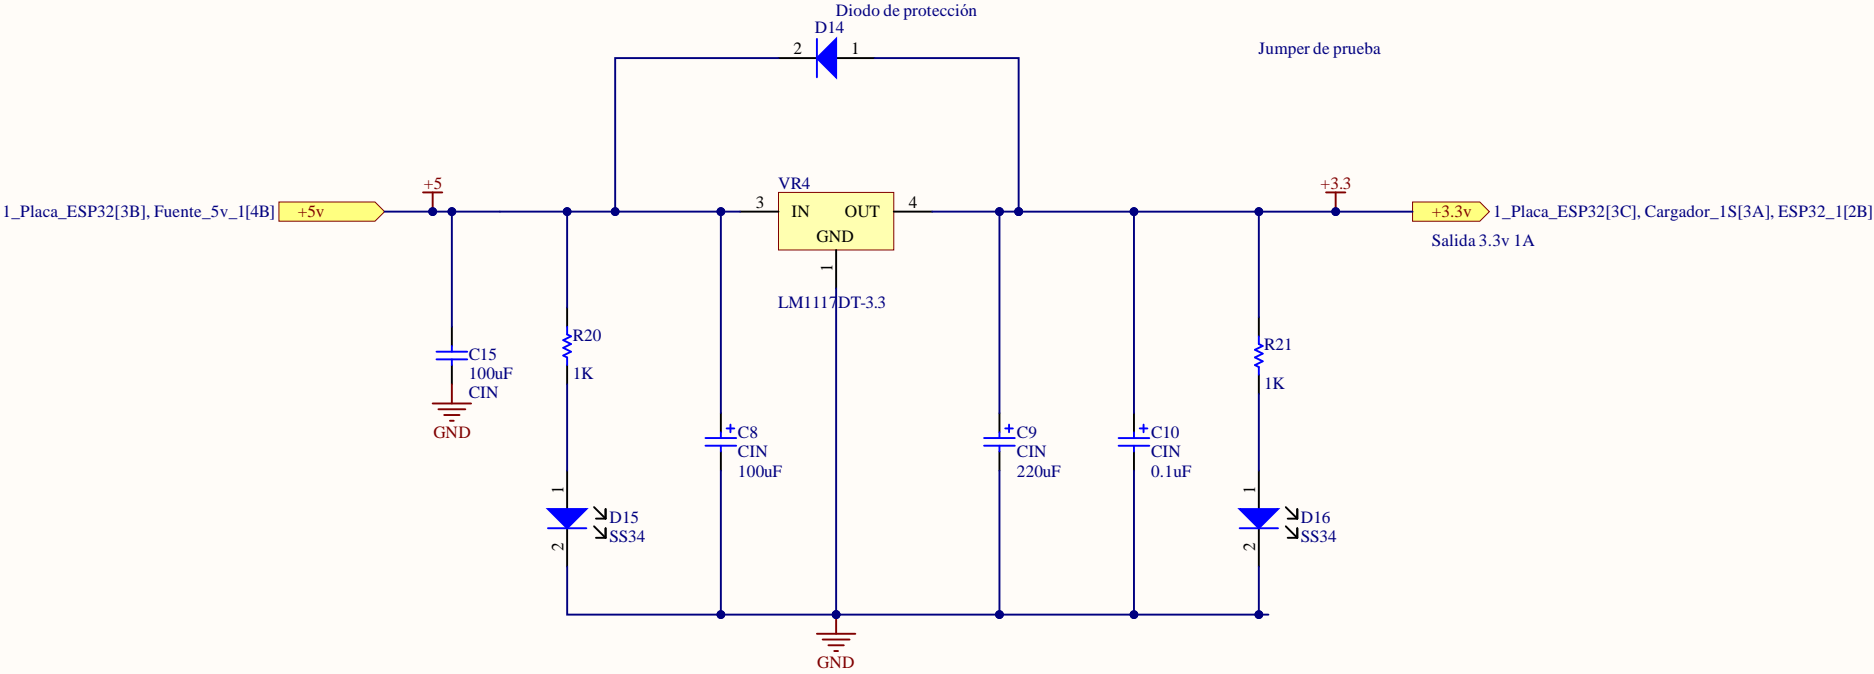 Diodo de protección
D14
2
1
Jumper de prueba
+5
VR4
+3.3
1_Placa_ESP32[3B], Fuente_5v_1[4B]
+5v
3
IN
OUT
4
GND
1
+3.3v
1_Placa_ESP32[3C], Cargador_1S[3A], ESP32_1[2B]
Salida 3.3v 1A
LM1117DT-3.3
R20
1K
R21
1K
C15
100uF
CIN
GND
C8
CIN
100uF
C9
CIN
220uF
C10
CIN
0.1uF
1
D15
SS34
2
1
D16
SS34
2
GND